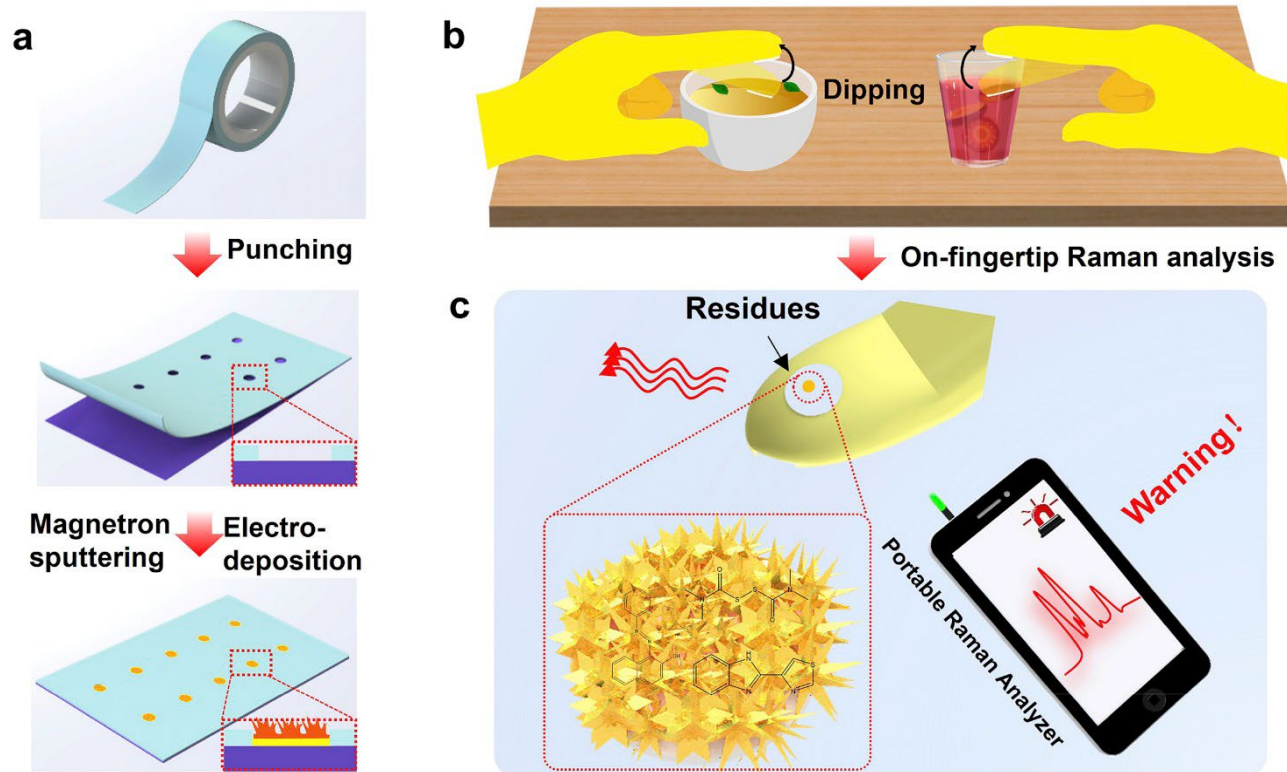 a
Punching
Magnetron
sputtering
Electro-
deposition
b
Dipping
On-fingertip Raman analysis
c
Residues
Warning!
Portable Raman Analyzer